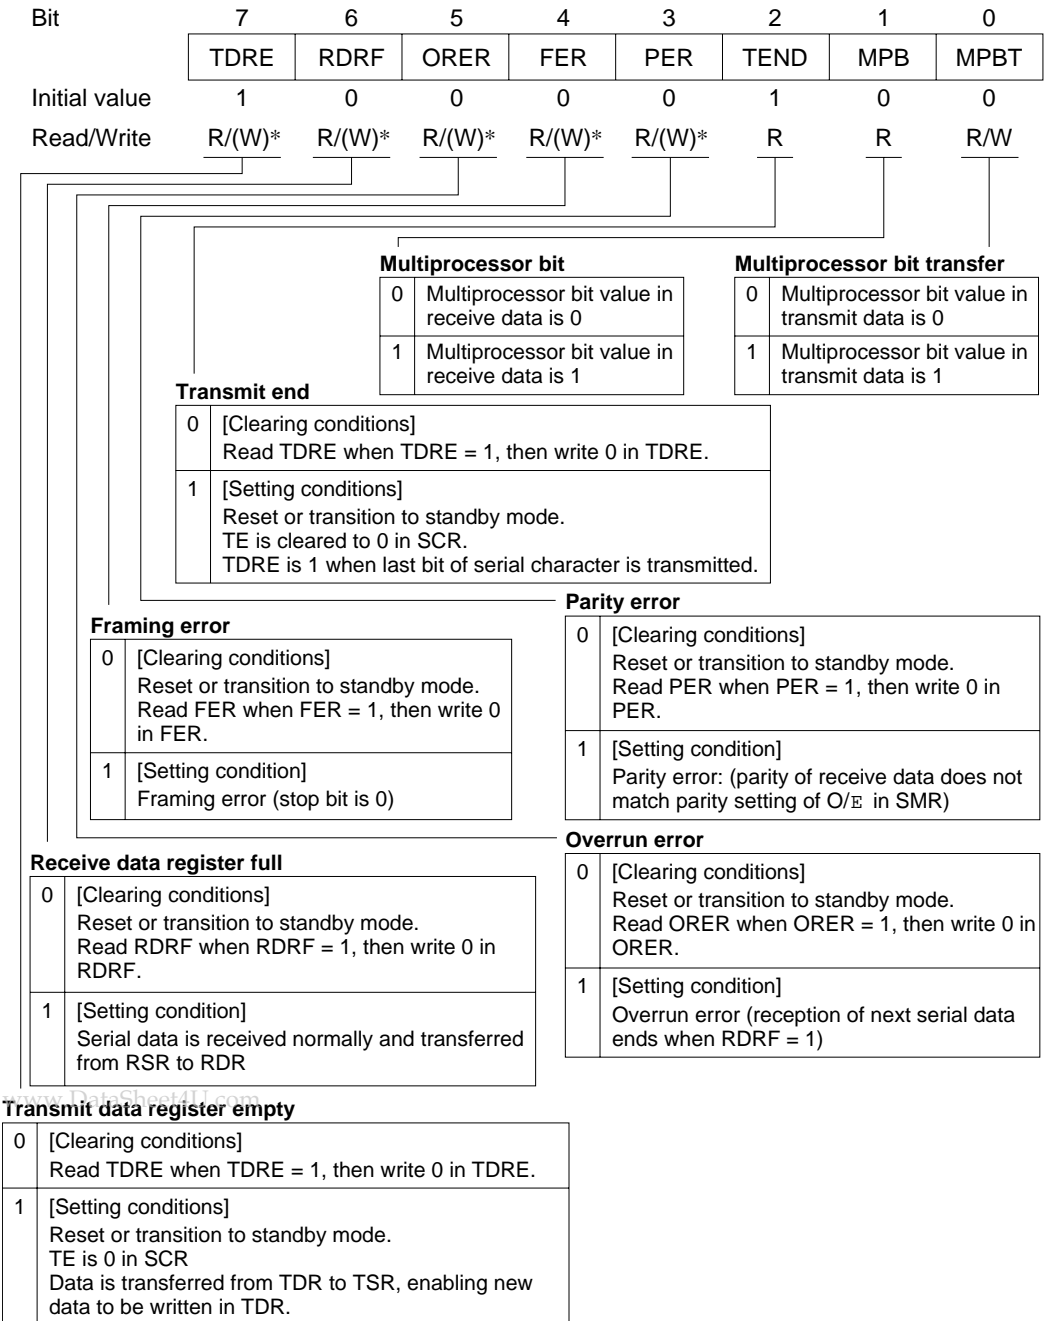 Bit 7 6 5 4 3 2 1 0
TDRE RDRF ORER FER PER TEND MPB MPBT
Initial value 1 0 0 0 0 1 0 0
Read/Write R/(W)* R/(W)* R/(W)* R/(W)* R/(W)* R R R/W
Multiprocessor bit
0 Multiprocessor bit value in
receive data is 0
1 Multiprocessor bit value in
receive data is 1
Multiprocessor bit transfer
0 Multiprocessor bit value in
transmit data is 0
1 Multiprocessor bit value in
transmit data is 1
Transmit end
0 [Clearing conditions]
Read TDRE when TDRE = 1, then write 0 in TDRE.
1 [Setting conditions]
Reset or transition to standby mode.
TE is cleared to 0 in SCR.
TDRE is 1 when last bit of serial character is transmitted.
Parity error
0 [Clearing conditions]
Reset or transition to standby mode.
Read PER when PER = 1, then write 0 in
PER.
1 [Setting condition]
Parity error: (parity of receive data does not
match parity setting of O/E in SMR)
Framing error
0 [Clearing conditions]
Reset or transition to standby mode.
Read FER when FER = 1, then write 0
in FER.
1 [Setting condition]
Framing error (stop bit is 0)
Overrun error
0 [Clearing conditions]
Reset or transition to standby mode.
Read ORER when ORER = 1, then write 0 in
ORER.
1 [Setting condition]
Overrun error (reception of next serial data
ends when RDRF = 1)
Receive data register full
0 [Clearing conditions]
Reset or transition to standby mode.
Read RDRF when RDRF = 1, then write 0 in
RDRF.
1 [Setting condition]
Serial data is received normally and transferred
from RSR to RDR
www.DataSheet4U.com
Transmit data register empty
0 [Clearing conditions]
Read TDRE when TDRE = 1, then write 0 in TDRE.
1 [Setting conditions]
Reset or transition to standby mode.
TE is 0 in SCR
Data is transferred from TDR to TSR, enabling new
data to be written in TDR.